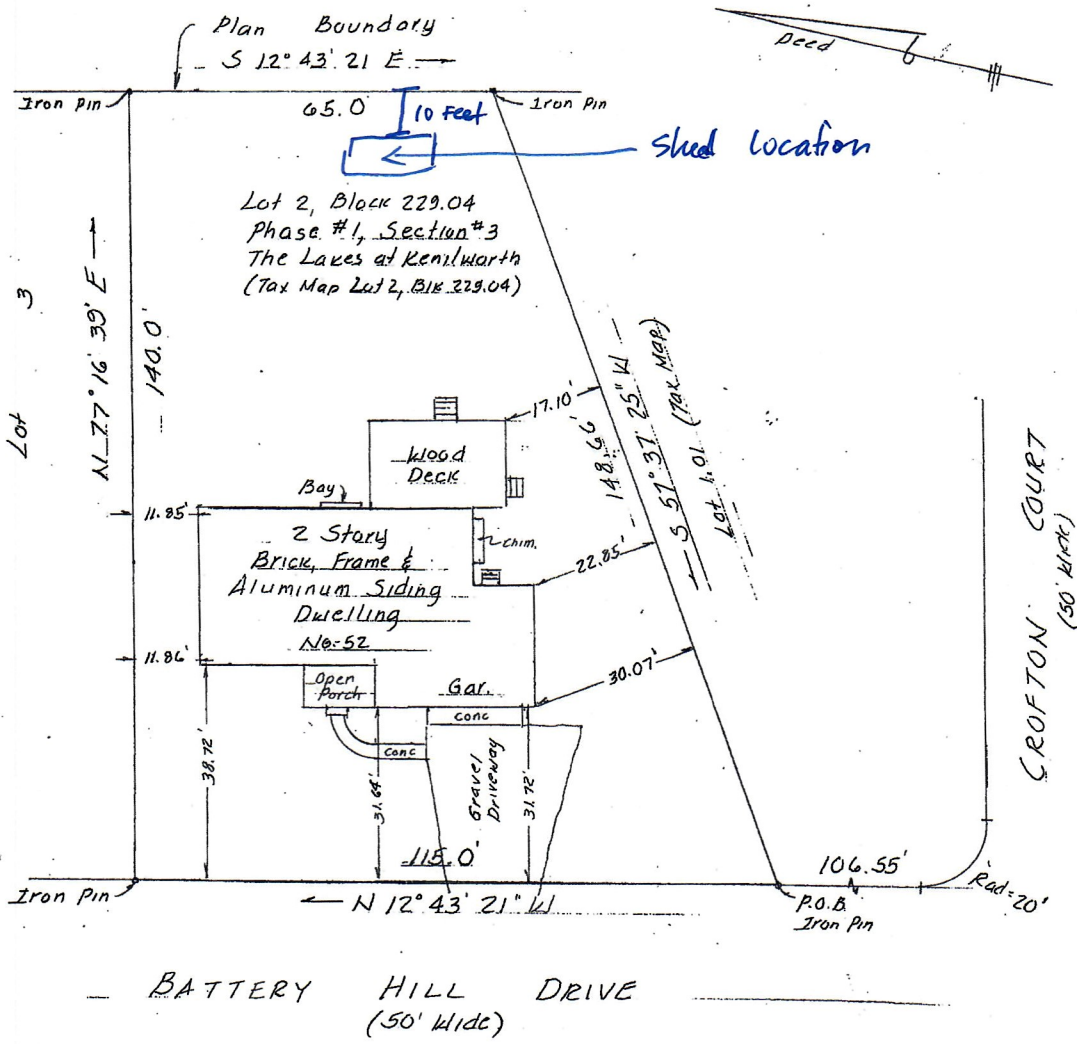 Plan Boundary
S 12° 43' 21 E
Deed
Iron Pin
65.0
10 Feet
Iron Pin
Shed Location
Lot 2, Block 229.04
Phase #1, Section #3
The Lakes at Kenilworth
(Tax Map Lot 2, Blk 229.04)
Lot 3
N 77° 16' 39' E
140.0'
17.10'
148.66'
S 57° 37' 25" W
Lot 1.01 (Tax Map)
Wood
Deck
Bay
11.85'
2 Story
Brick, Frame &
Aluminum Siding
Dwelling
No. 52
chim.
22.85'
CROFTON COURT
(50' Wide)
11.86'
Open
Porch
Gar.
30.07'
conc
conc
38.72'
31.64'
Gravel
Driveway
31.72'
115.0'
106.55'
Rad=20'
Iron Pin
N 12° 43' 21" W
P.O.B.
Iron Pin
BATTERY HILL DRIVE
(50' Wide)